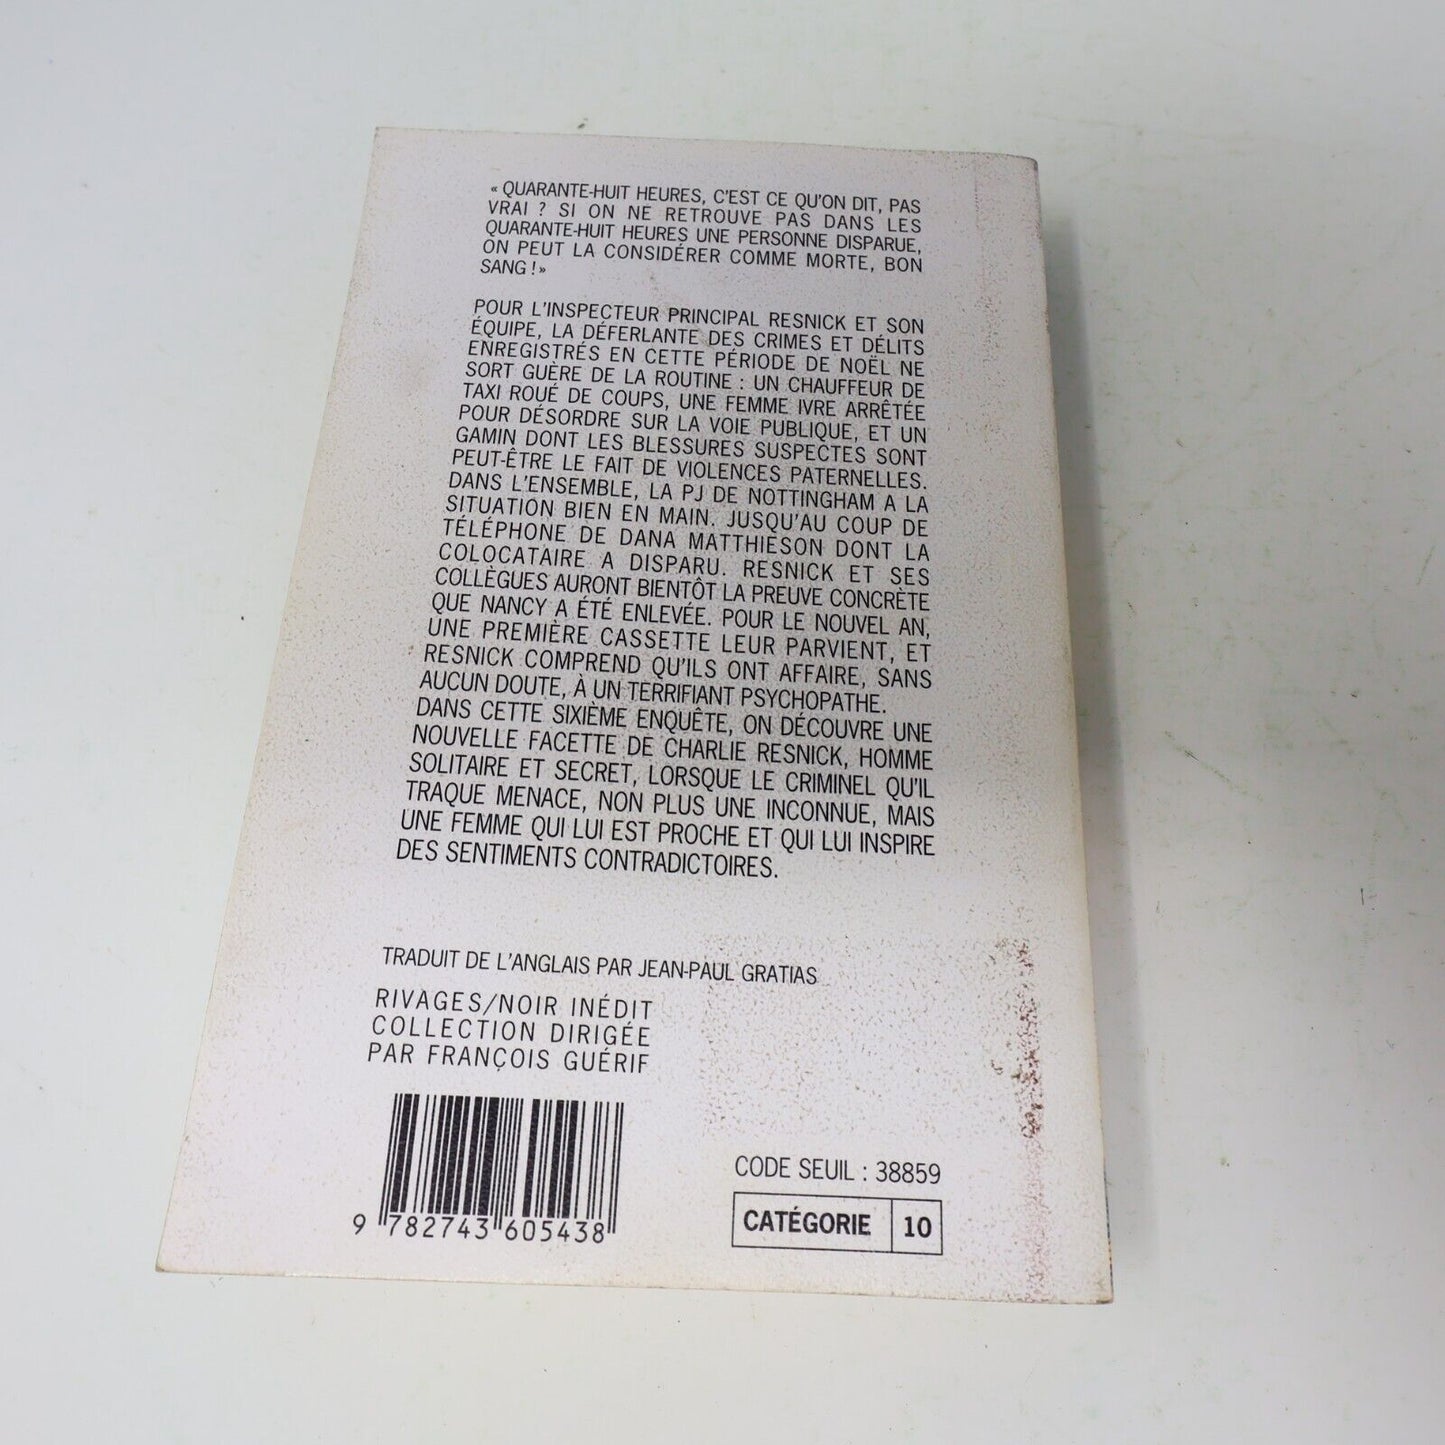 « QUARANTE-HUIT HEURES, C'EST CE QU'ON DIT, PAS
VRAI ? SI ON NE RETROUVE PAS DANS LES
QUARANTE-HUIT HEURES UNE PERSONNE DISPARUE,
ON PEUT LA CONSIDÉRER COMME MORTE, BON
SANG !»
POUR L'INSPECTEUR PRINCIPAL RESNICK ET SON
ÉQUIPE, LA DÉFERLANTE DES CRIMES ET DÉLITS
ENREGISTRÉS EN CETTE PÉRIODE DE NOËL NE
SORT GUÈRE DE LA ROUTINE : UN CHAUFFEUR DE
TAXI ROUÉ DE COUPS, UNE FEMME IVRE ARRÊTÉE
POUR DÉSORDRE SUR LA VOIE PUBLIQUE, ET UN
GAMIN DONT LES BLESSURES SUSPECTES SONT
PEUT-ÊTRE LE FAIT DE VIOLENCES PATERNELLES.
DANS L'ENSEMBLE, LA PJ DE NOTTINGHAM A LA
SITUATION BIEN EN MAIN. JUSQU'AU COUP DE
TÉLÉPHONE DE DANA MATTHIESON DONT LA
COLOCATAIRE A DISPARU. RESNICK ET SES
COLLÈGUES AURONT BIENTÔT LA PREUVE CONCRÈTE
QUE NANCY A ÉTÉ ENLEVÉE. POUR LE NOUVEL AN,
UNE PREMIÈRE CASSETTE LEUR PARVIENT, ET
RESNICK COMPREND QU'ILS ONT AFFAIRE, SANS
AUCUN DOUTE, À UN TERRIFIANT PSYCHOPATHE.
DANS CETTE SIXIÈME ENQUÊTE, ON DÉCOUVRE UNE
NOUVELLE FACETTE DE CHARLIE RESNICK, HOMME
SOLITAIRE ET SECRET, LORSQUE LE CRIMINEL QU'IL
TRAQUE MENACE, NON PLUS UNE INCONNUE, MAIS
UNE FEMME QUI LUI EST PROCHE ET QUI LUI INSPIRE
DES SENTIMENTS CONTRADICTOIRES.
TRADUIT DE L'ANGLAIS PAR JEAN-PAUL GRATIAS
RIVAGES/NOIR INÉDIT
COLLECTION DIRIGÉE
PAR FRANÇOIS GUÉRIF
9 782743 605438
CODE SEUIL : 38859
CATÉGORIE 10